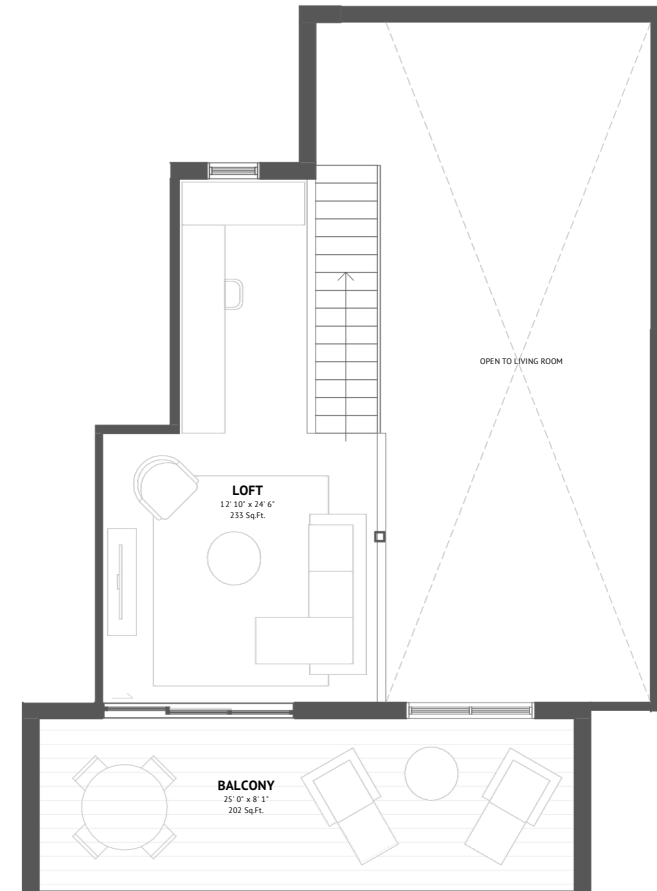 OPEN TO LIVING ROOM
LOFT
12' 10" x 24' 6"
233 Sq.Ft.
BALCONY
25' 0" x 8' 1"
202 Sq.Ft.